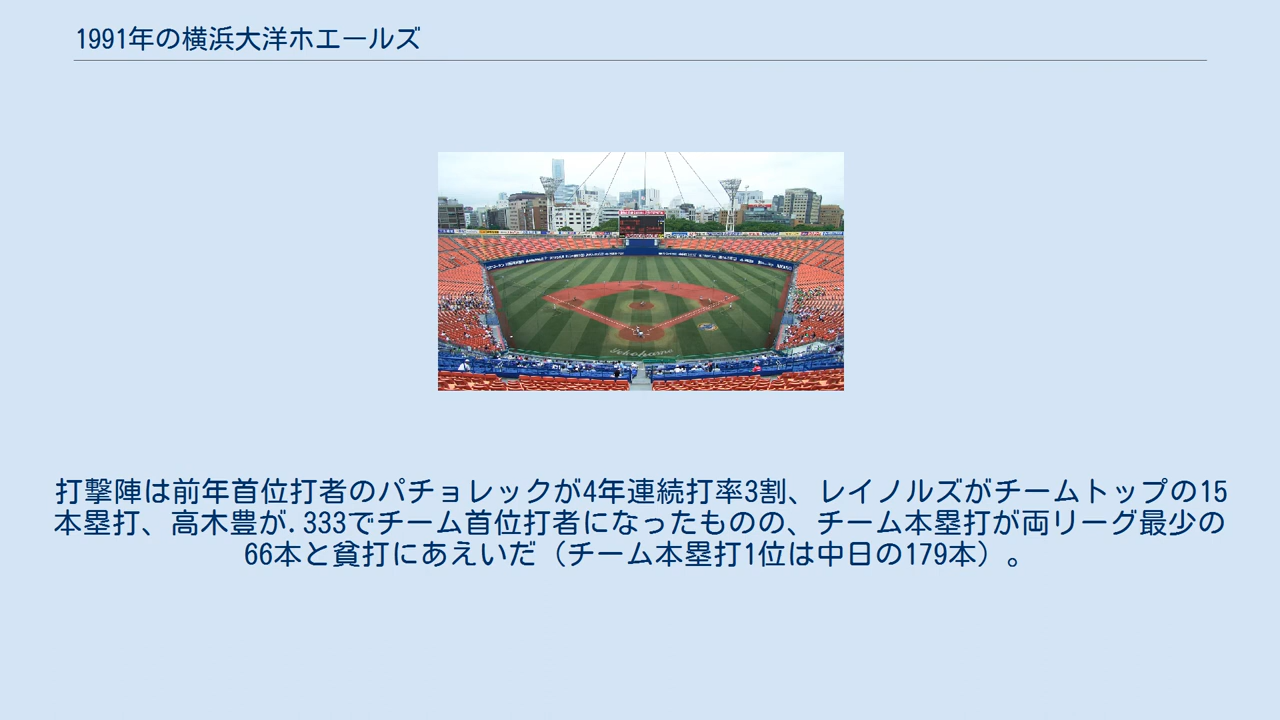 1991年の横浜大洋ホエールズ
Yokohama
打撃陣は前年首位打者のパチョレックが4年連続打率3割、レイノルズがチームトップの15
本塁打、高木豊が.333でチーム首位打者になったものの、チーム本塁打が両リーグ最少の
66本と貧打にあえいだ（チーム本塁打1位は中日の179本）。